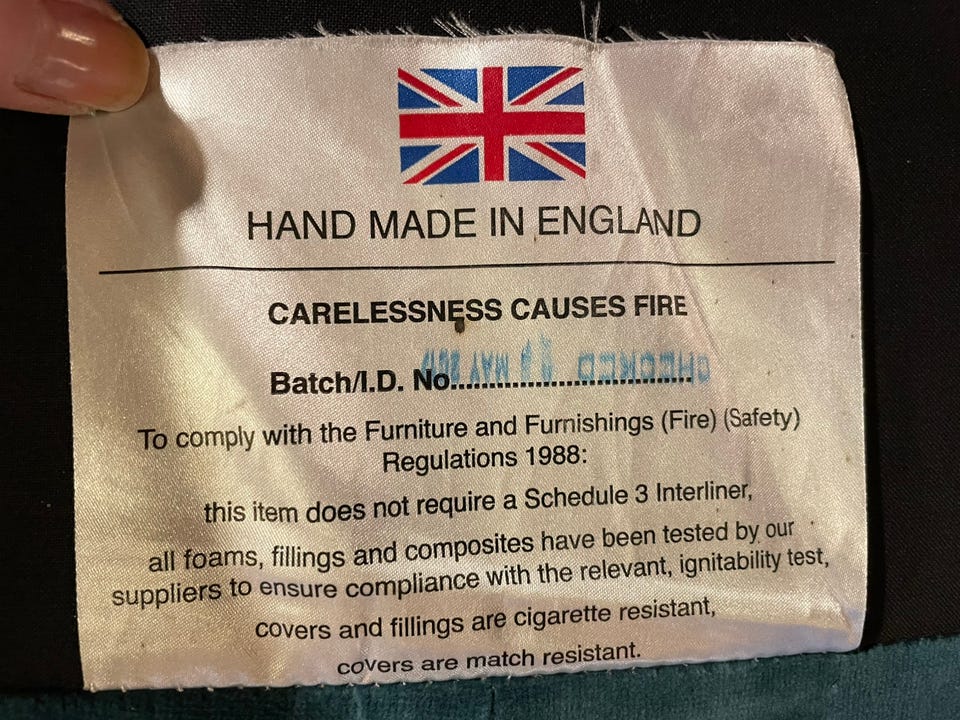 HAND MADE IN ENGLAND
CARELESSNESS CAUSES FIRE
Batch/I.D. No.................................
CHECKED MAY
To comply with the Furniture and Furnishings (Fire) (Safety)
Regulations 1988:
this item does not require a Schedule 3 Interliner,
all foams, fillings and composites have been tested by our
suppliers to ensure compliance with the relevant, ignitability test,
covers and fillings are cigarette resistant,
covers are match resistant.